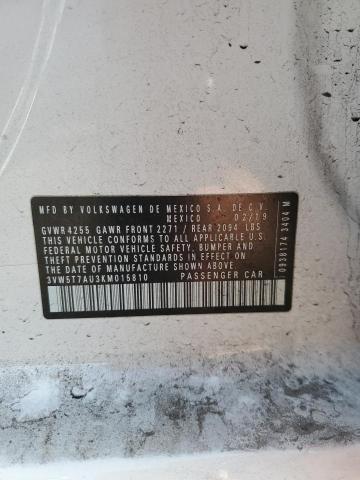 MFD BY VOLKSWAGEN DE MEXICO S.A. DE C.V.
MEXICO 02/19
GVWR 4255 GAWR FRONT 2271 / REAR 2094 LBS
THIS VEHICLE CONFORMS TO ALL APPLICABLE U.S.
FEDERAL MOTOR VEHICLE SAFETY, BUMPER AND
THEFT PREVENTION STANDARDS IN EFFECT ON THE
DATE OF MANUFACTURE SHOWN ABOVE.
3VW5T7AU3KM015810 PASSENGER CAR
0938174 3404 M